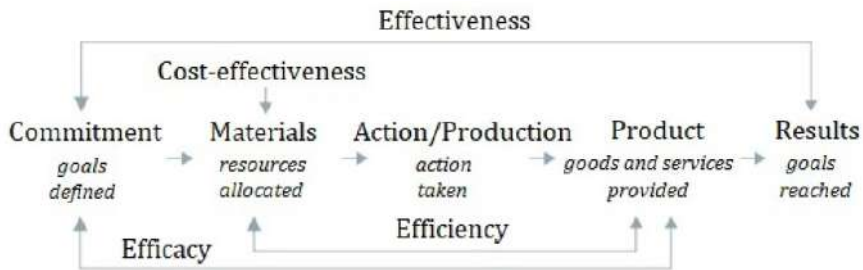 Effectiveness
Cost-effectiveness
Commitment Materials Action/Production Product Results
goals resources action goods and services goals
defined allocated taken provided reached
Efficiency
Efficacy